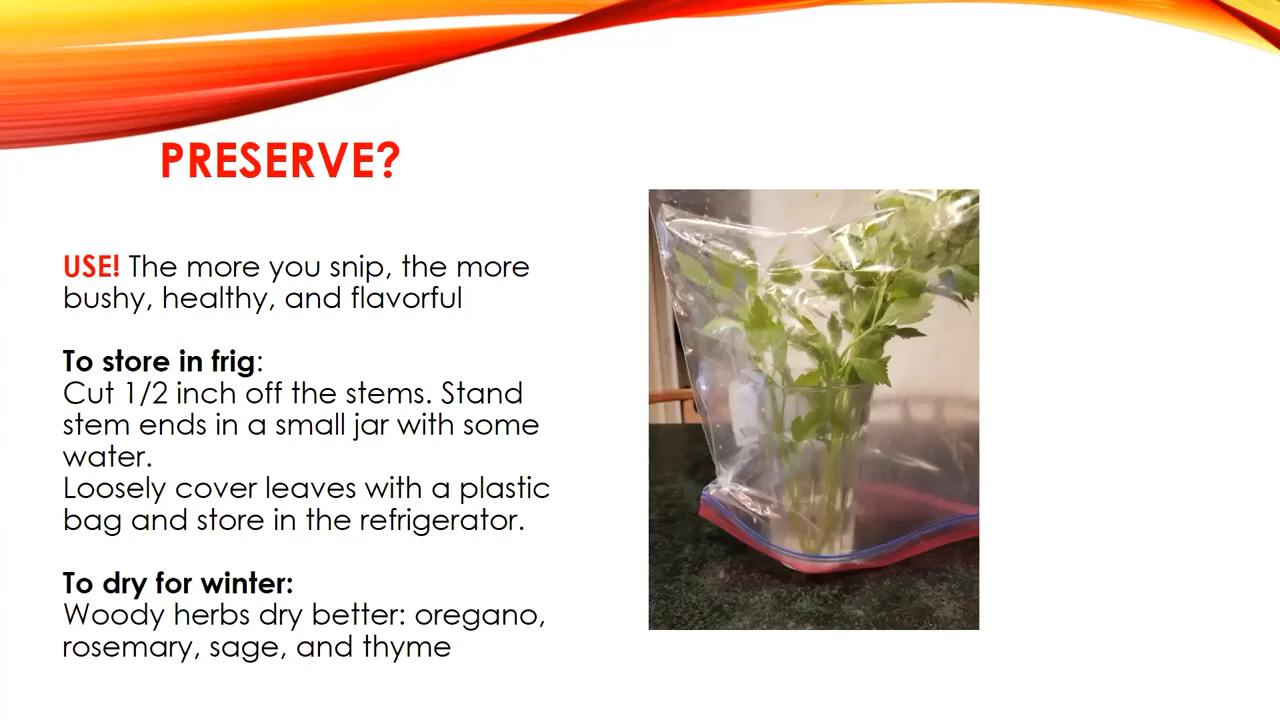 PRESERVE?
USE! The more you snip, the more
bushy, healthy, and flavorful
To store in frig:
Cut 1/2 inch off the stems. Stand
stem ends in a small jar with some
water.
Loosely cover leaves with a plastic
bag and store in the refrigerator.
To dry for winter:
Woody herbs dry better: oregano,
rosemary, sage, and thyme